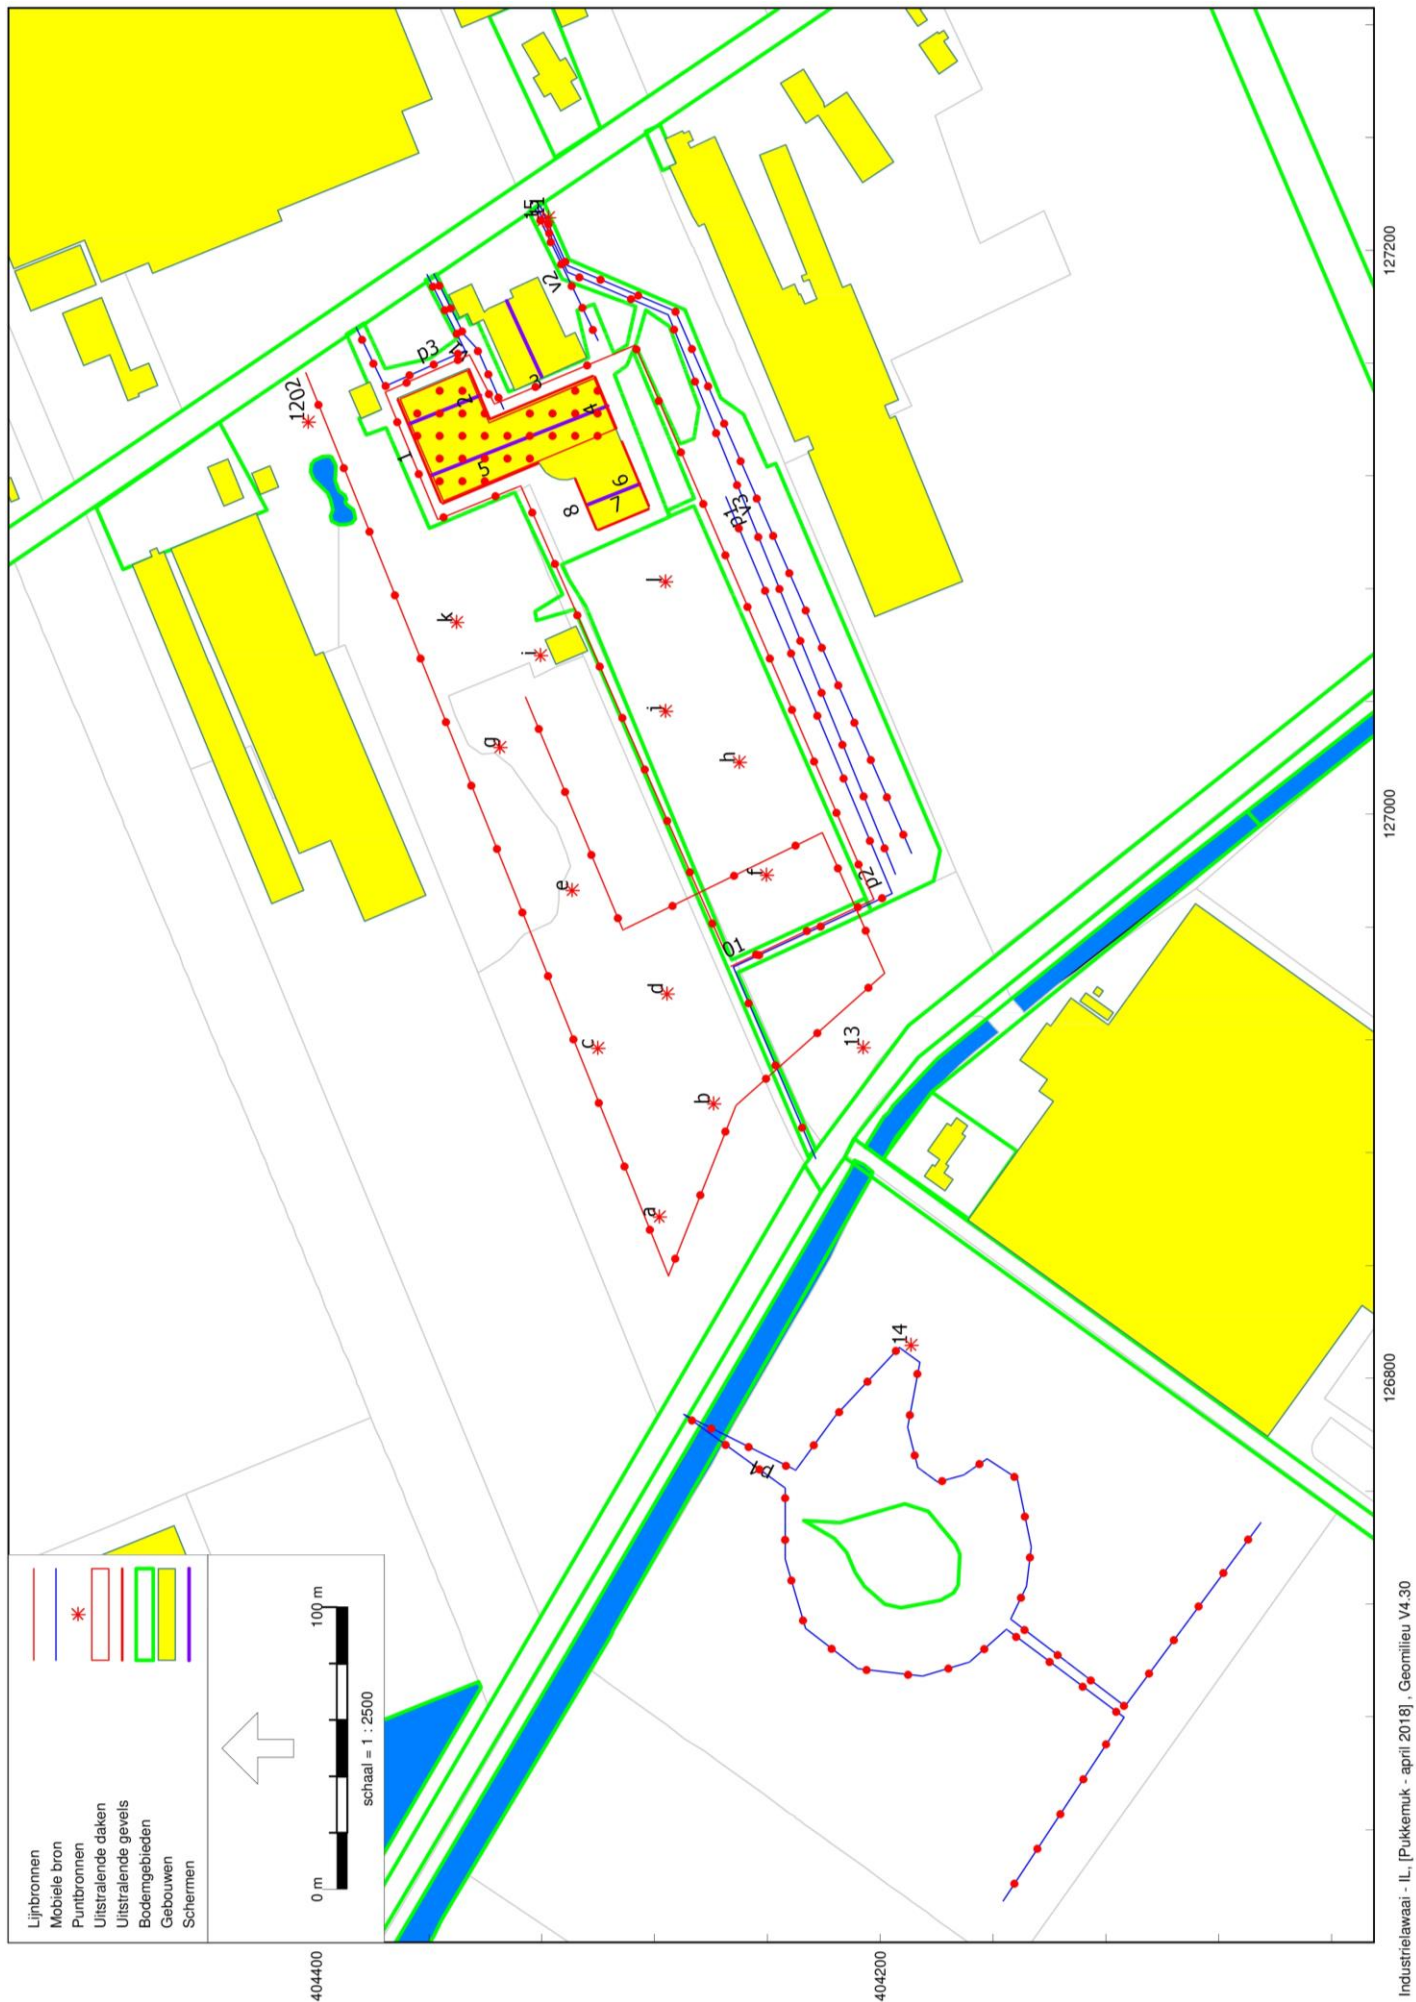 Lijnbronnen
Mobiele bron
Puntbronnen
Uitstralende daken
Uitstralende gevels
Bodemgebieden
Gebouwen
Schermen
0 m
100 m
schaal = 1 : 2500
404400
404200
126800
127000
127200
1202
p3
v2
1
2
3
4
5
6
7
8
k
j
l
i
g
h
p1
v3
e
f
p2
01
d
c
13
b
a
14
p4
Industrielawaai - IL, [Pukkemuk - april 2018] , Geomilieu V4.30